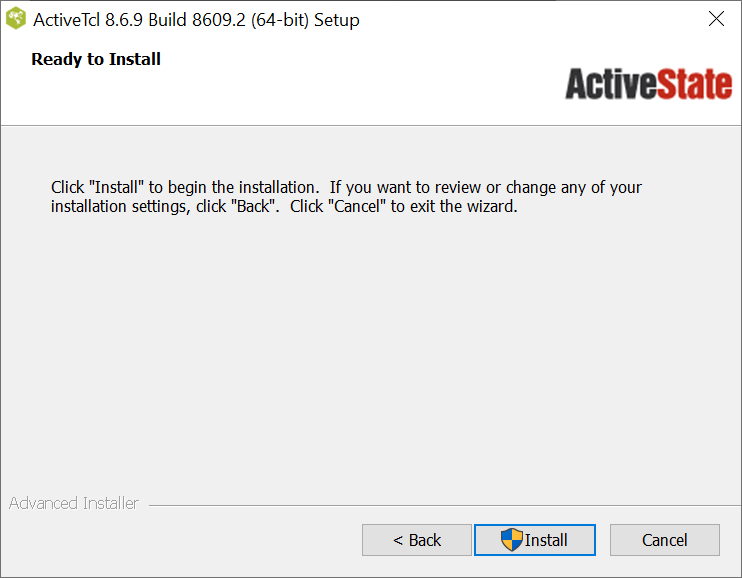 ActiveTcl 8.6.9 Build 8609.2 (64-bit) Setup
Ready to Install
ActiveState
Click "Install" to begin the installation.  If you want to review or change any of your
installation settings, click "Back".  Click "Cancel" to exit the wizard.
Advanced Installer
< Back
Install
Cancel